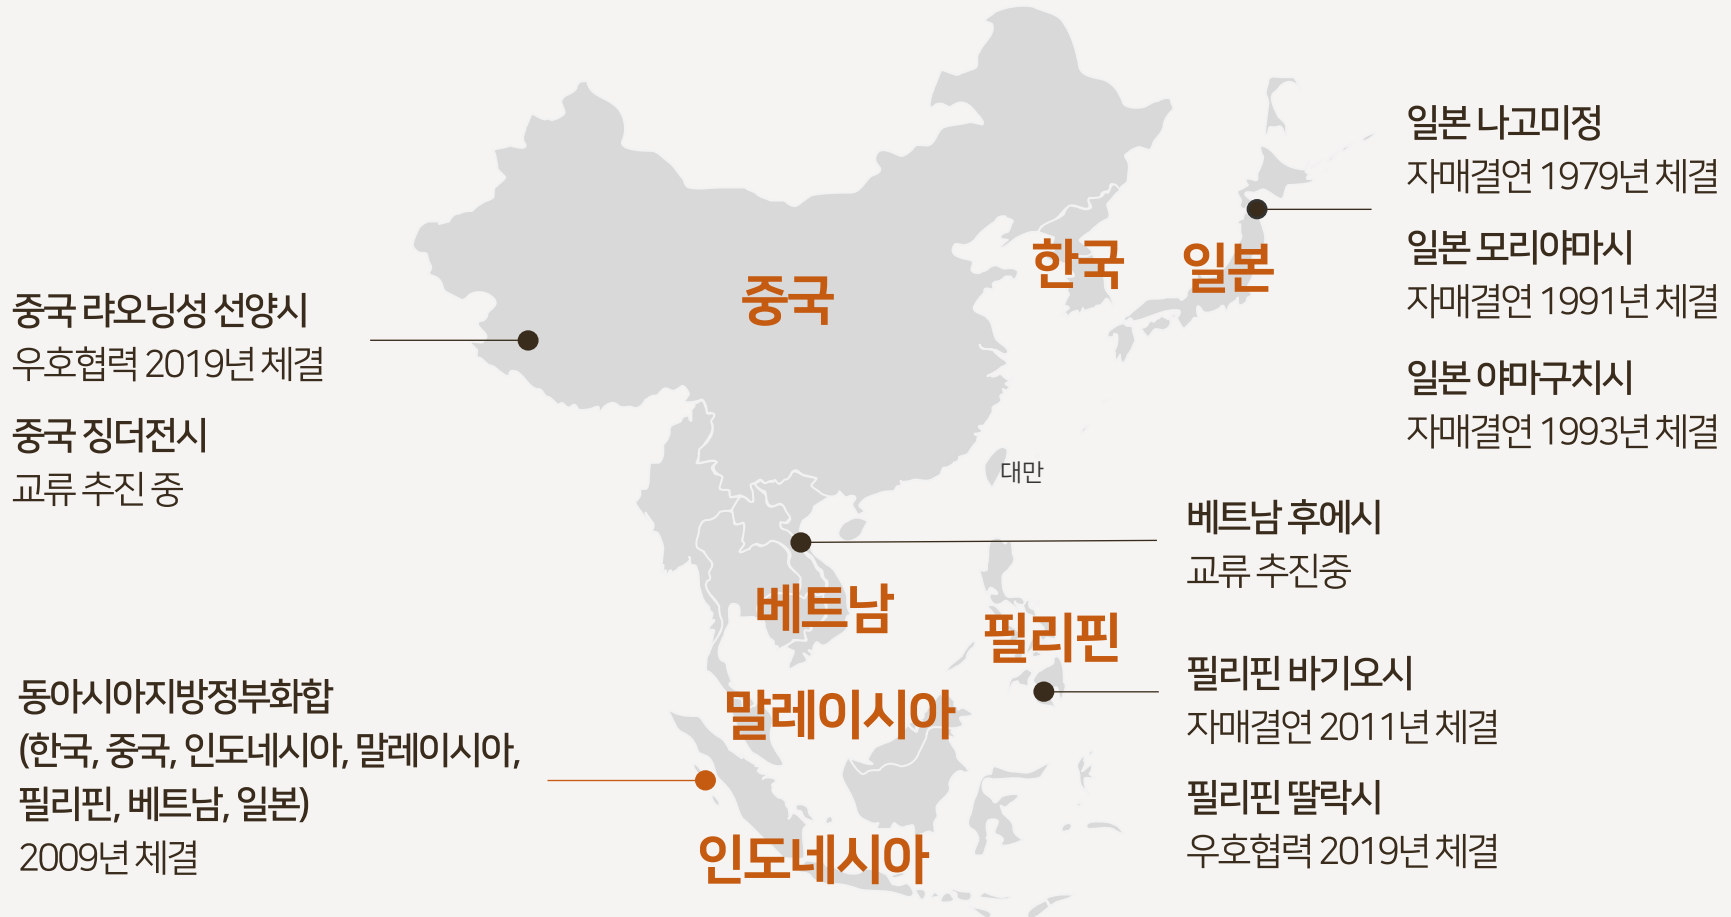 일본 나고미정
자매결연 1979년 체결
일본 모리야마시
자매결연 1991년 체결
일본 야마구치시
자매결연 1993년 체결
한국
일본
중국
중국 랴오닝성 선양시
우호협력 2019년 체결
중국 징더전시
교류 추진 중
대만
베트남 후에시
교류 추진중
베트남
필리핀
필리핀 바기오시
자매결연 2011년 체결
필리핀 딸락시
우호협력 2019년 체결
말레이시아
동아시아지방정부화합
(한국, 중국, 인도네시아, 말레이시아,
필리핀, 베트남, 일본)
2009년 체결
인도네시아